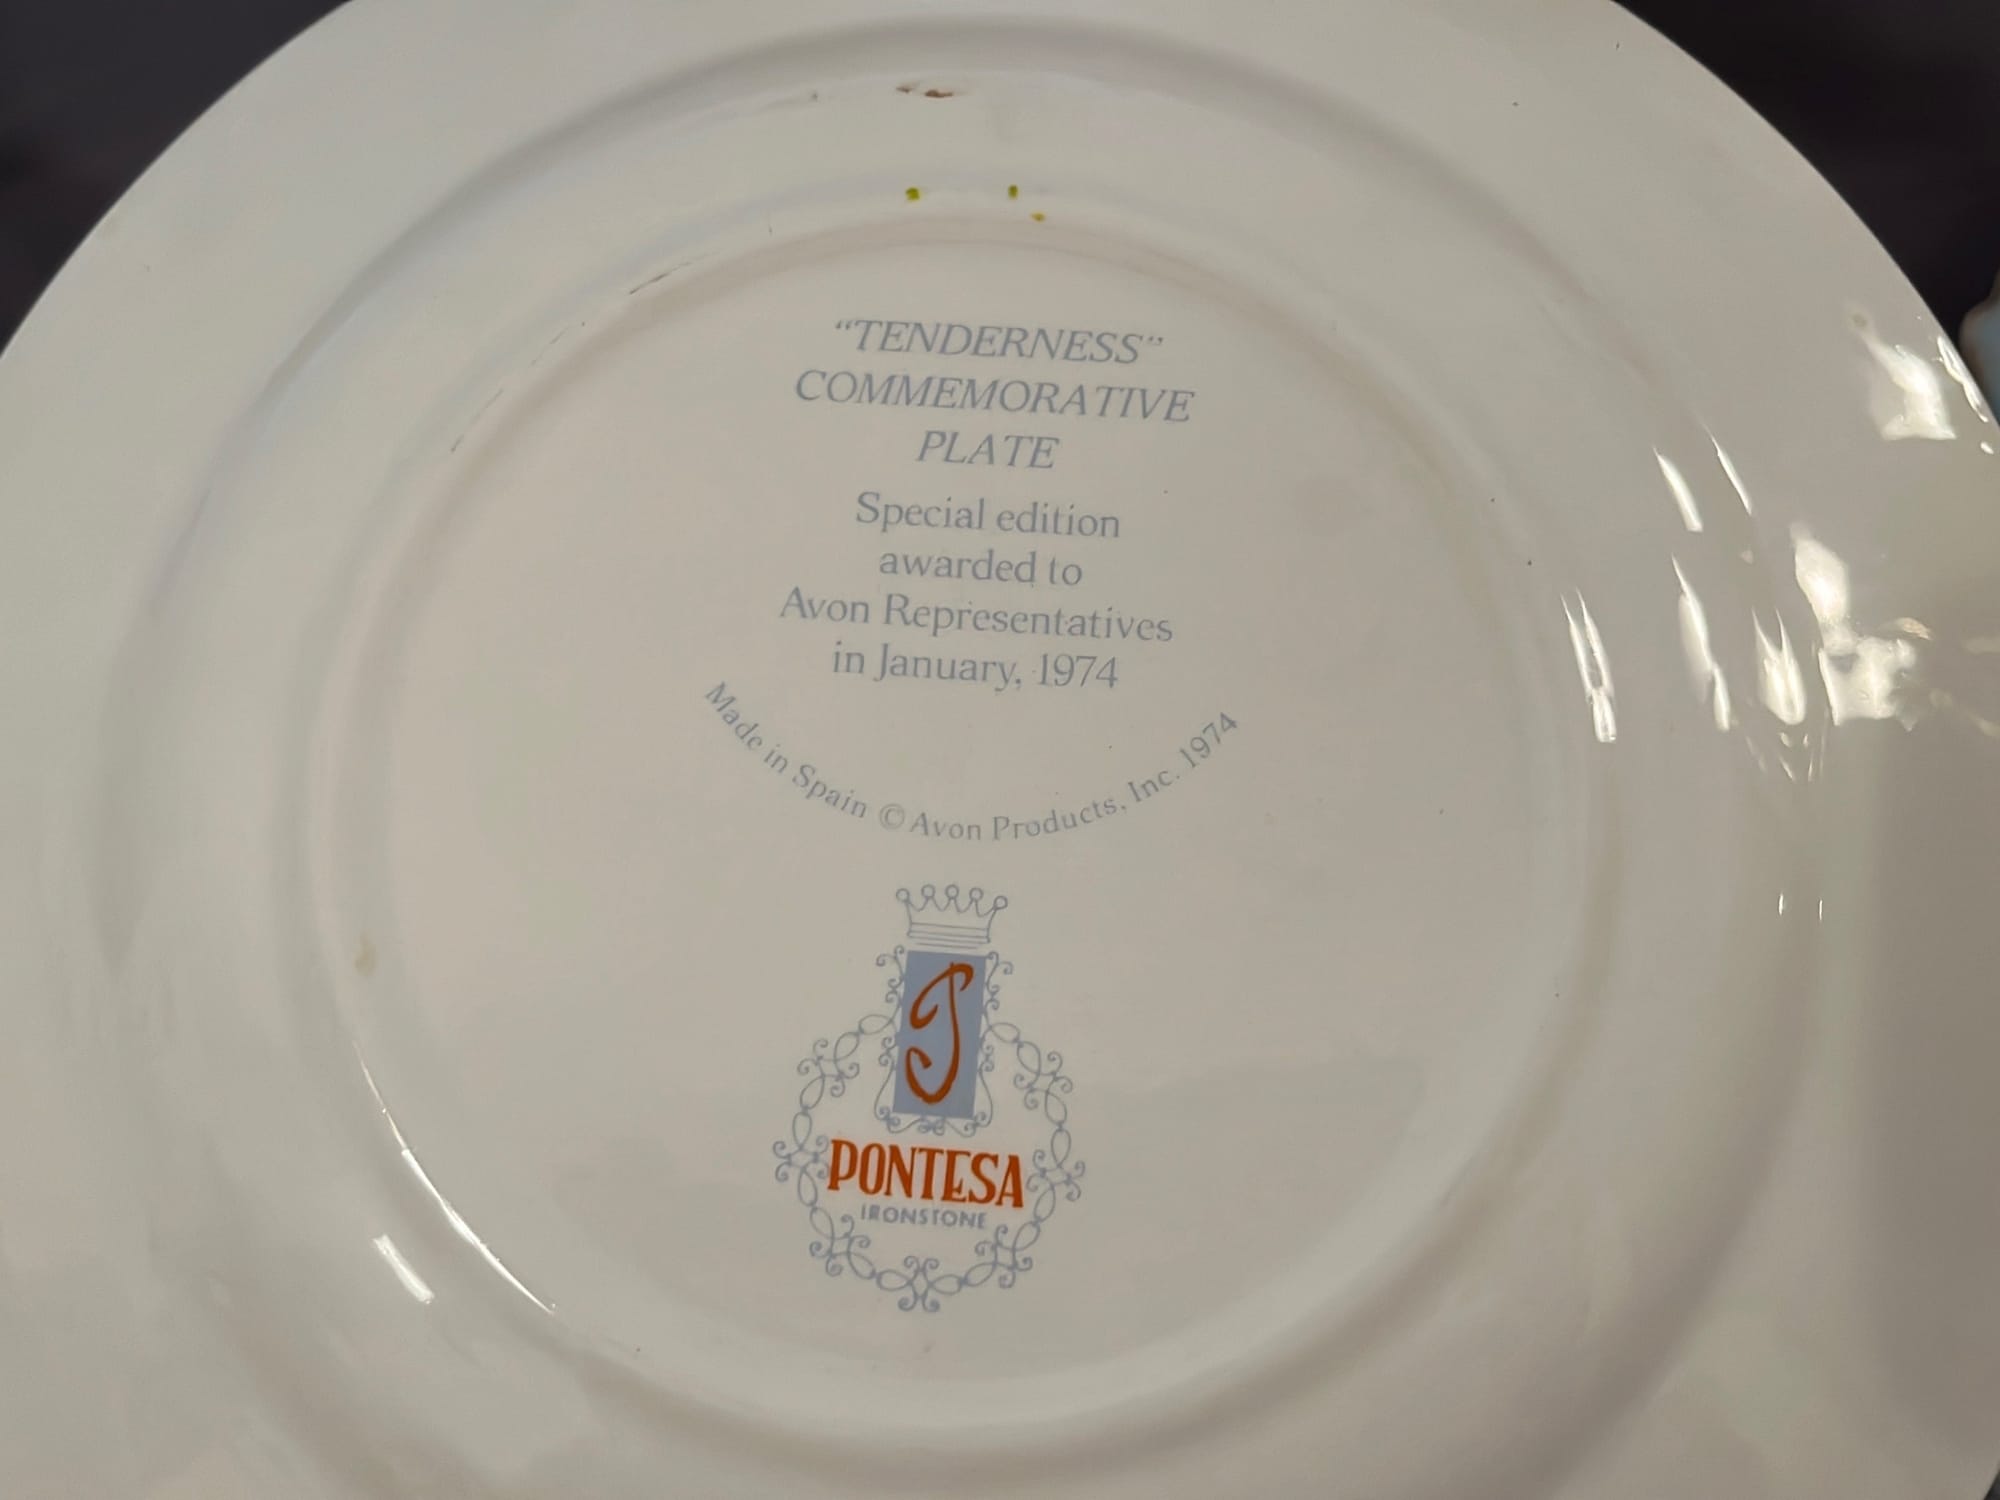 “TENDERNESS”
COMMEMORATIVE
PLATE
Special edition
awarded to
Avon Representatives
in January, 1974
Made in Spain © Avon Products, Inc. 1974
P
PONTESA
IRONSTONE